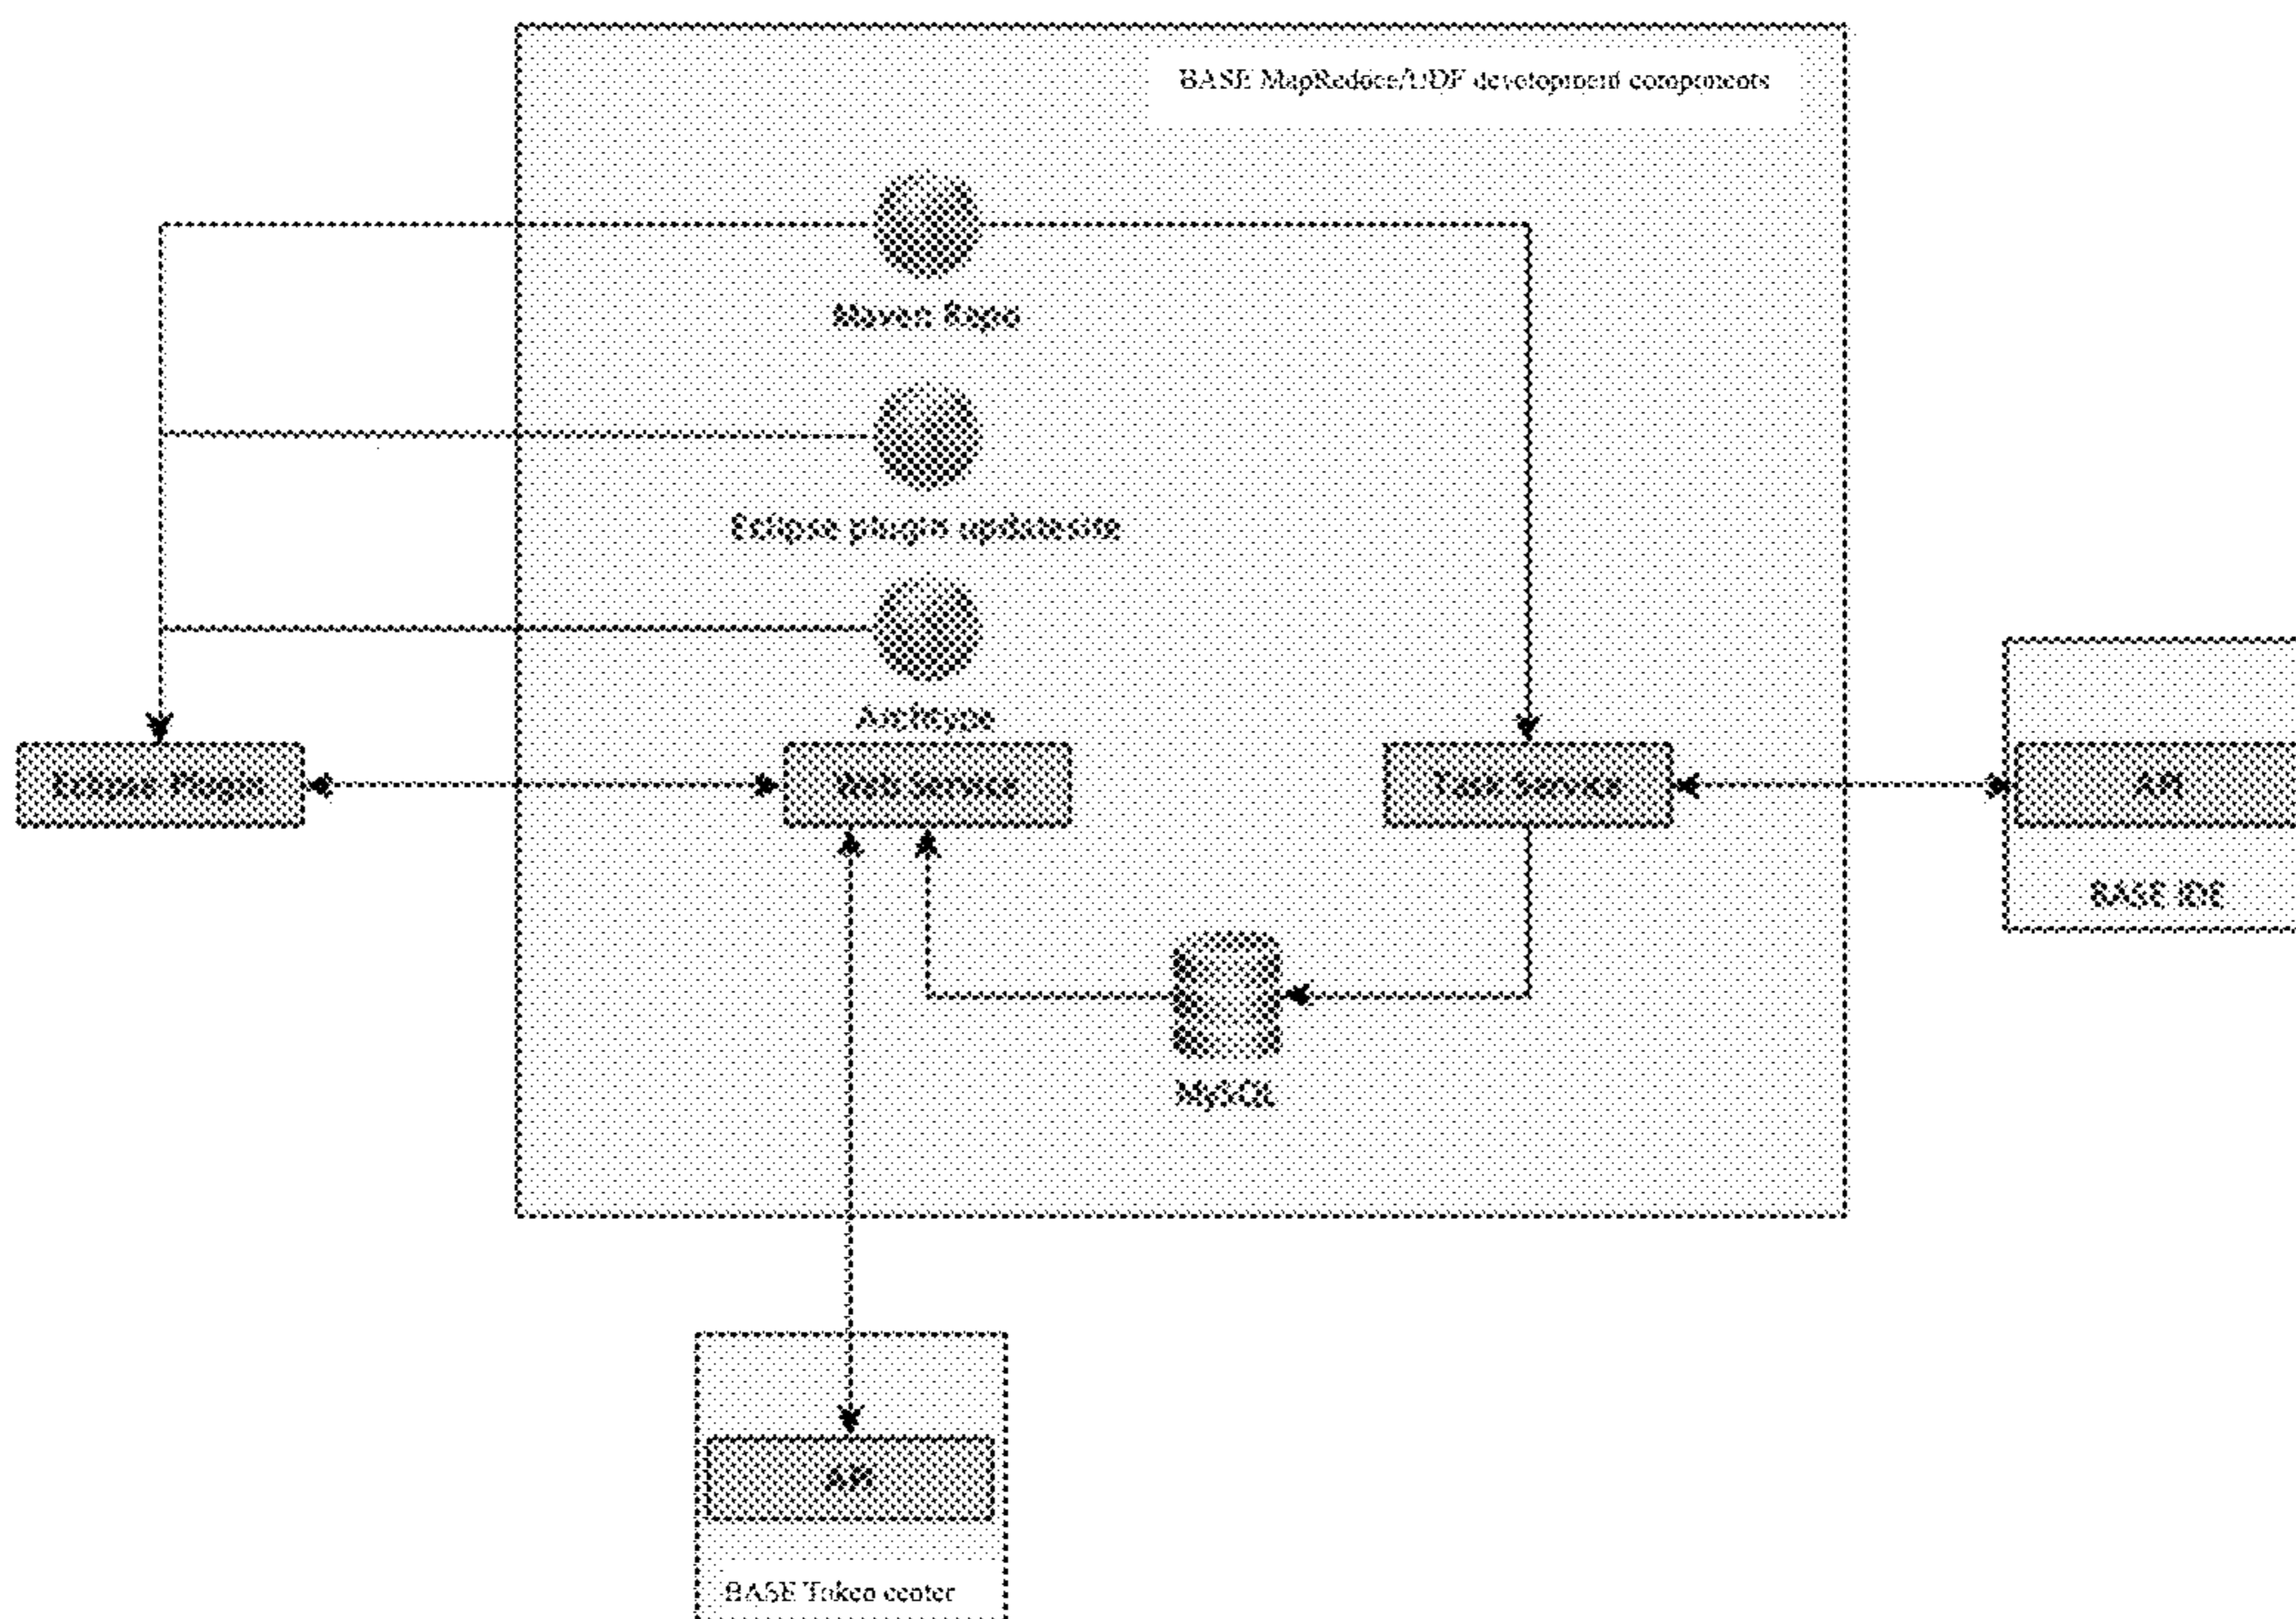 BASE MapReduce/UDF development components
Maven Repo
Eclipse plugin updatesite
Archtype
Eclipse Plugin
Web Service
Task Service
API
BASE IDE
MySQL
API
BASE Token center